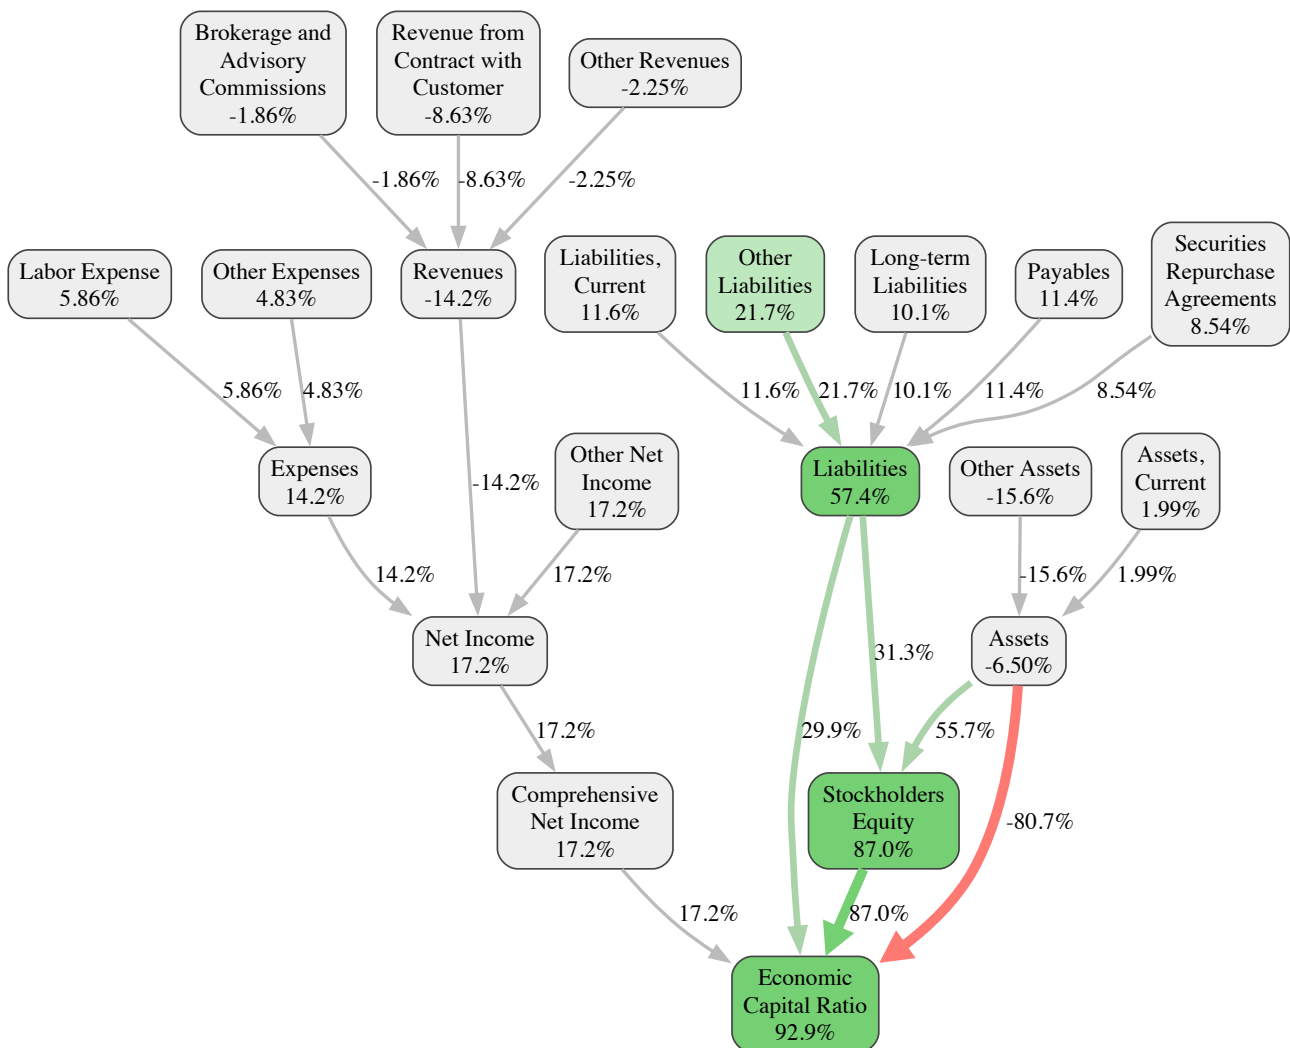 Brokerage and
Advisory
Commissions
-1.86%
Revenue from
Contract with
Customer
-8.63%
Other Revenues
-2.25%
-1.86%
-8.63%
-2.25%
Labor Expense
5.86%
Other Expenses
4.83%
Revenues
-14.2%
Liabilities,
Current
11.6%
Other
Liabilities
21.7%
Long-term
Liabilities
10.1%
Payables
11.4%
Securities
Repurchase
Agreements
8.54%
5.86%
4.83%
11.6%
21.7%
10.1%
11.4%
8.54%
Expenses
14.2%
-14.2%
Other Net
Income
17.2%
Liabilities
57.4%
Other Assets
-15.6%
Assets,
Current
1.99%
14.2%
17.2%
-15.6%
1.99%
Net Income
17.2%
31.3%
Assets
-6.50%
17.2%
29.9%
55.7%
Comprehensive
Net Income
17.2%
Stockholders
Equity
87.0%
-80.7%
17.2%
87.0%
Economic
Capital Ratio
92.9%